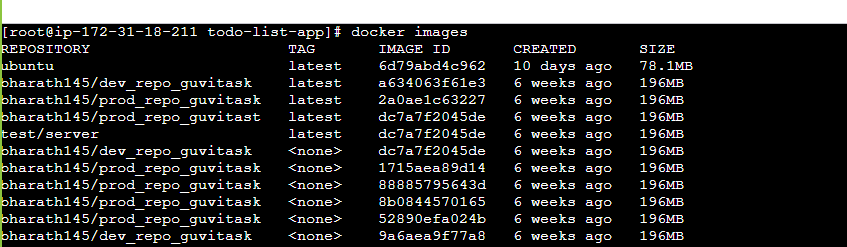 [root@ip-172-31-18-211 todo-list-app]# docker images
REPOSITORY TAG IMAGE ID CREATED SIZE
ubuntu latest 6d79abd4c962 10 days ago 78.1MB
bharath145/dev_repo_guvitask latest a634063f61e3 6 weeks ago 196MB
bharath145/prod_repo_guvitask latest 2a0ae1c63227 6 weeks ago 196MB
bharath145/prod_repo_guvitast latest dc7a7f2045de 6 weeks ago 196MB
test/server latest dc7a7f2045de 6 weeks ago 196MB
bharath145/dev_repo_guvitask <none> dc7a7f2045de 6 weeks ago 196MB
bharath145/prod_repo_guvitask <none> 1715aea89d14 6 weeks ago 196MB
bharath145/prod_repo_guvitask <none> 88885795643d 6 weeks ago 196MB
bharath145/prod_repo_guvitask <none> 8b0844570165 6 weeks ago 196MB
bharath145/prod_repo_guvitask <none> 52890efa024b 6 weeks ago 196MB
bharath145/dev_repo_guvitask <none> 9a6aea9f77a8 6 weeks ago 196MB